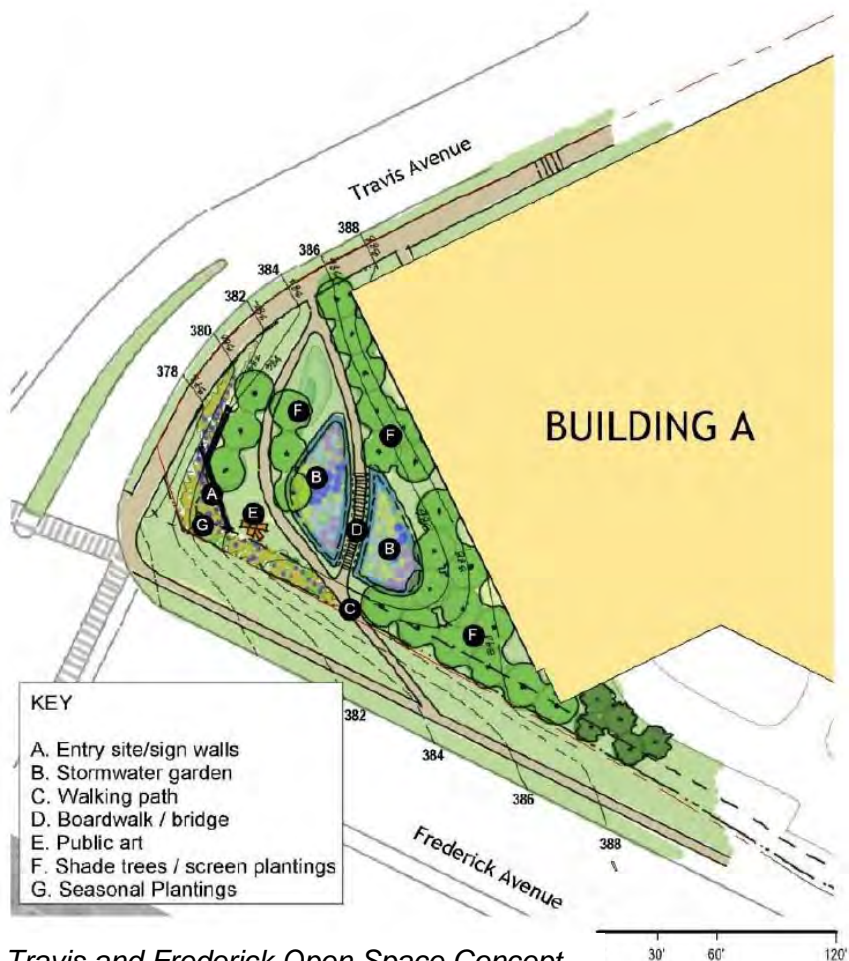 Travis Avenue
388
386
384
382
380
378
BUILDING A
F
F
B
A
E
D
G
B
C
F
382
384
386
388
Frederick Avenue
KEY
A. Entry site/sign walls
B. Stormwater garden
C. Walking path
D. Boardwalk / bridge
E. Public art
F. Shade trees / screen plantings
G. Seasonal Plantings
Travis and Frederick Open Space Concept
30' 60' 120'